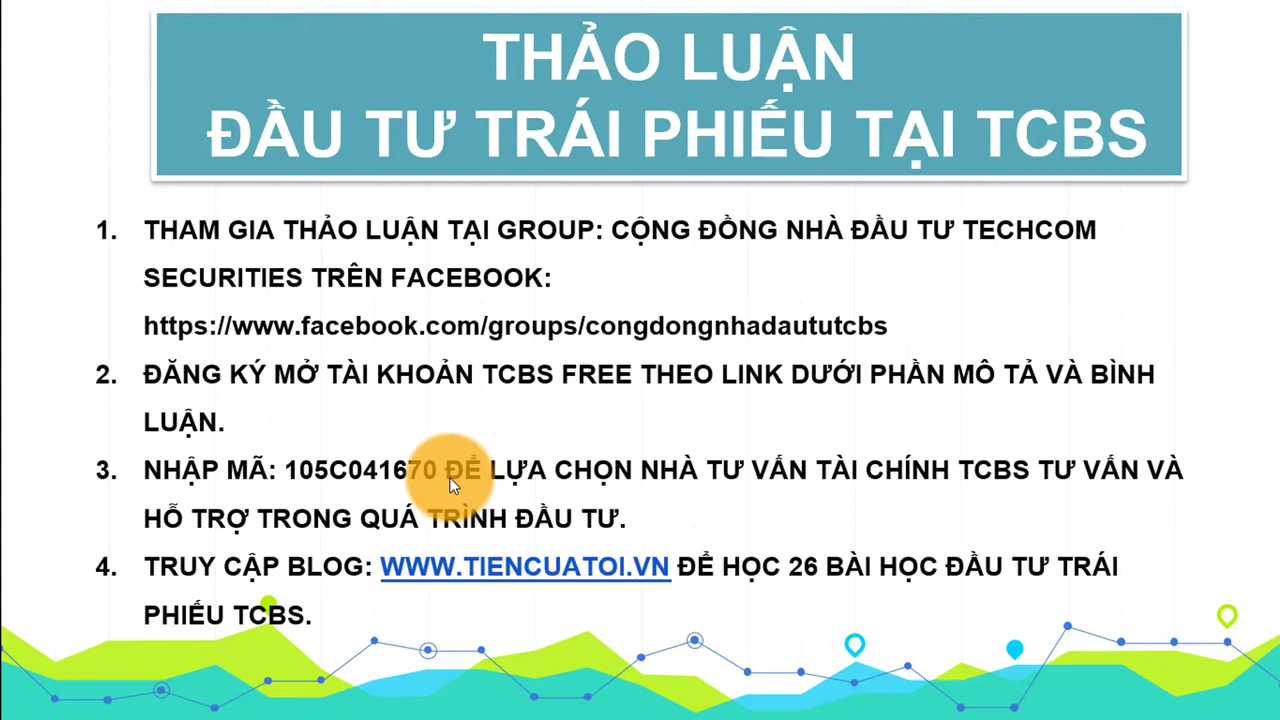 THẢO LUẬN
ĐẦU TƯ TRÁI PHIẾU TẠI TCBS
1. THAM GIA THẢO LUẬN TẠI GROUP: CỘNG ĐỒNG NHÀ ĐẦU TƯ TECHCOM
SECURITIES TRÊN FACEBOOK:
https://www.facebook.com/groups/congdongnhadaututcbs
2. ĐĂNG KÝ MỞ TÀI KHOẢN TCBS FREE THEO LINK DƯỚI PHẦN MÔ TẢ VÀ BÌNH
LUẬN.
3. NHẬP MÃ: 105C041670 ĐỂ LỰA CHỌN NHÀ TƯ VẤN TÀI CHÍNH TCBS TƯ VẤN VÀ
HỖ TRỢ TRONG QUÁ TRÌNH ĐẦU TƯ.
4. TRUY CẬP BLOG: WWW.TIENCUATOI.VN ĐỂ HỌC 26 BÀI HỌC ĐẦU TƯ TRÁI
PHIẾU TCBS.